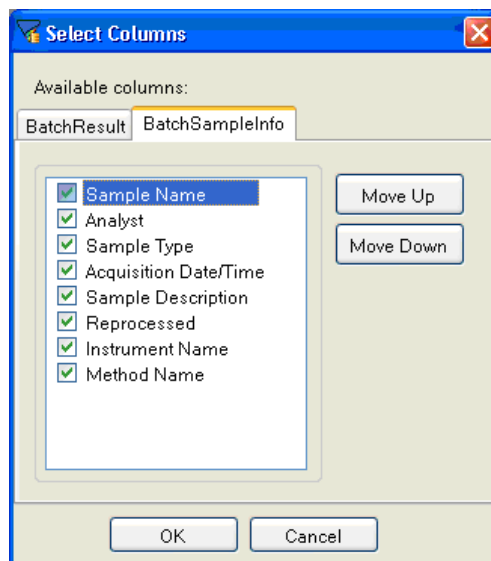 Select Columns
Available columns:
BatchResult BatchSampleInfo
Sample Name
Analyst
Sample Type
Acquisition Date/Time
Sample Description
Reprocessed
Instrument Name
Method Name
Move Up
Move Down
OK Cancel